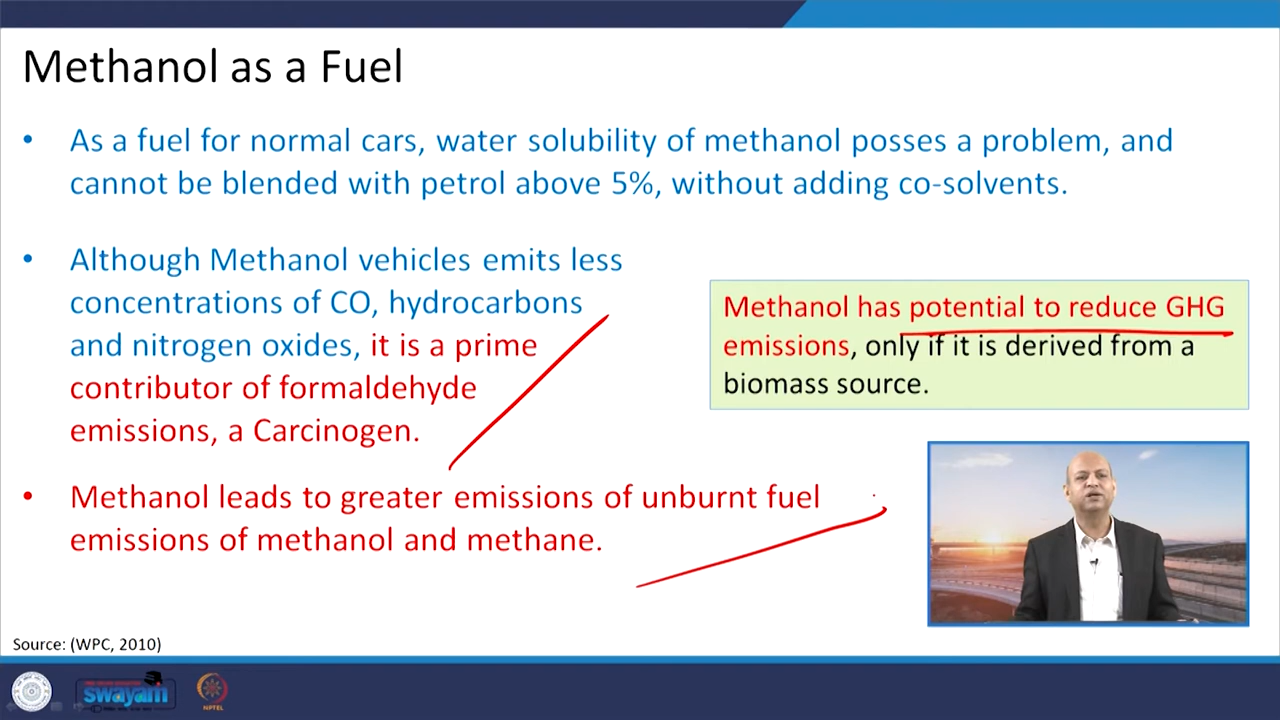 Methanol as a Fuel
• As a fuel for normal cars, water solubility of methanol posses a problem, and
cannot be blended with petrol above 5%, without adding co-solvents.
• Although Methanol vehicles emits less
concentrations of CO, hydrocarbons
and nitrogen oxides, it is a prime
contributor of formaldehyde
emissions, a Carcinogen.
Methanol has potential to reduce GHG
emissions, only if it is derived from a
biomass source.
• Methanol leads to greater emissions of unburnt fuel
emissions of methanol and methane.
Source: (WPC, 2010)
swayam
NPTEL